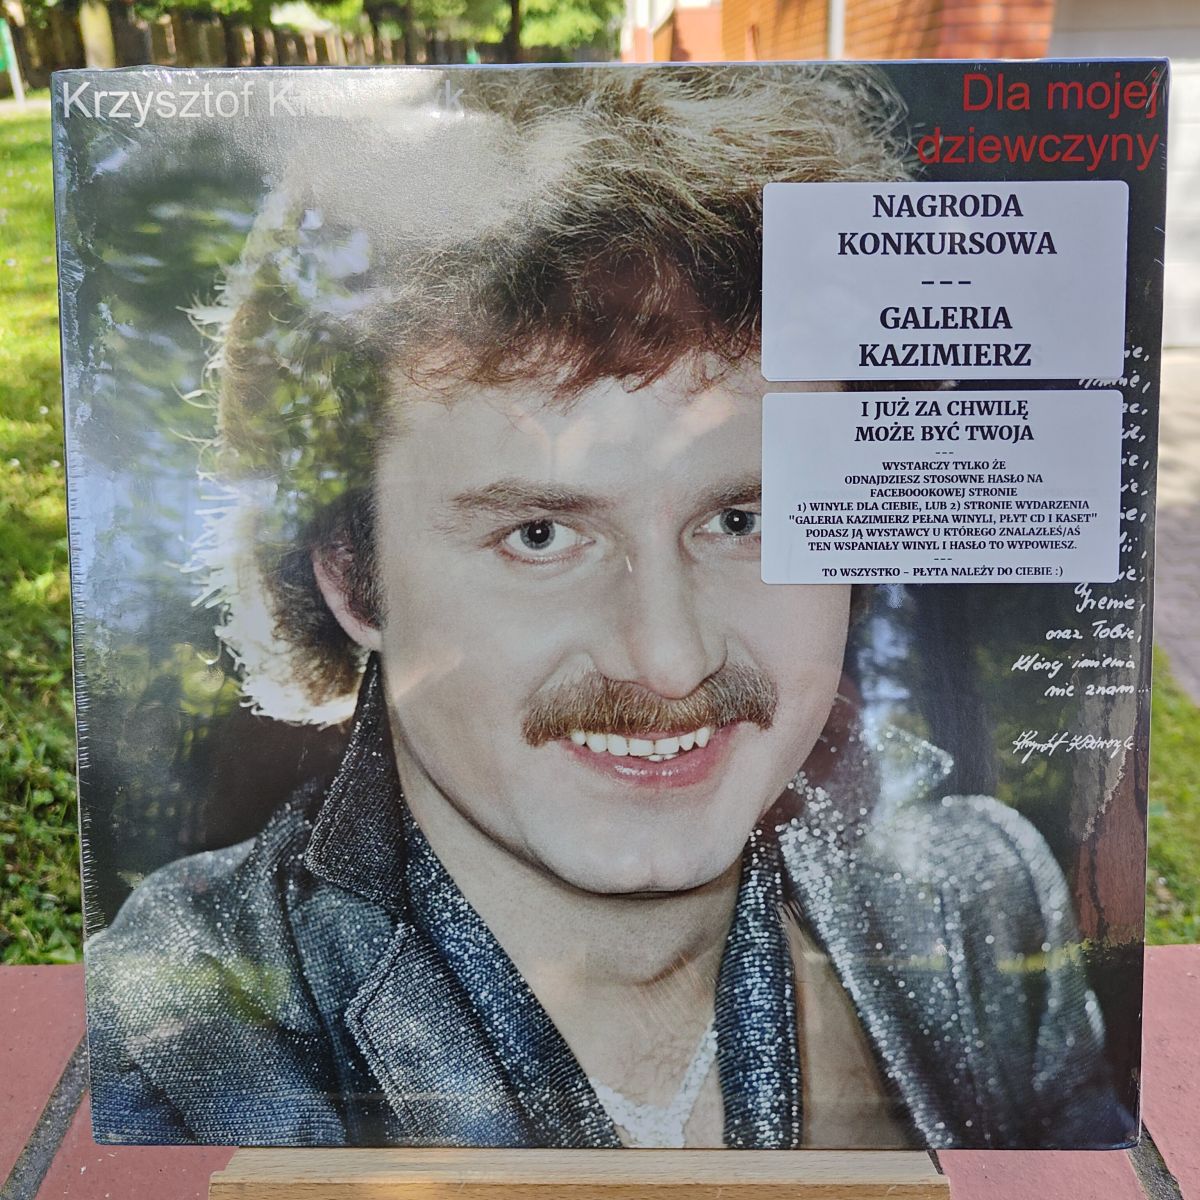 Krzysztof
Dla mojej
dziewczyny
NAGRODA
KONKURSOWA
---
GALERIA
KAZIMIERZ
I JUŻ ZA CHWILĘ
MOŻE BYĆ TWOJA
---
WYSTARCZY TYLKO ŻE
ODNAJDZIESZ STOSOWNE HASŁO NA
FACEBOOOKOWEJ STRONIE
1) WINYLE DLA CIEBIE, LUB 2) STRONIE WYDARZENIA
"GALERIA KAZIMIERZ PEŁNA WINYLI, PŁYT CD I KASET"
PODASZ JĄ WYSTAWCY U KTÓREGO ZNALAZŁEŚ/AŚ
TEN WSPANIAŁY WINYL I HASŁO TO WYPOWIESZ.
---
TO WSZYSTKO - PŁYTA NALEŻY DO CIEBIE :)
Irenie,
oraz Tobie,
której imienia
nie znam...
Krzysztof Krawczyk